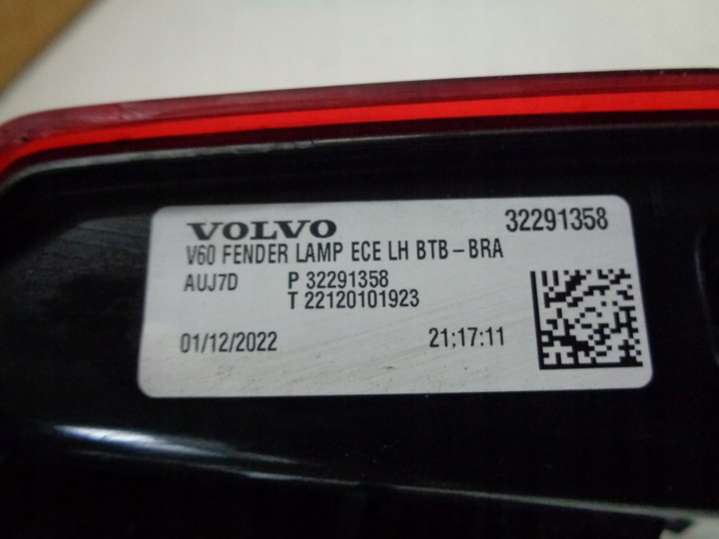 VOLVO 32291358
V60 FENDER LAMP ECE LH BTB-BRA
AUJ7D P 32291358
T 22120101923
01/12/2022 21;17:11